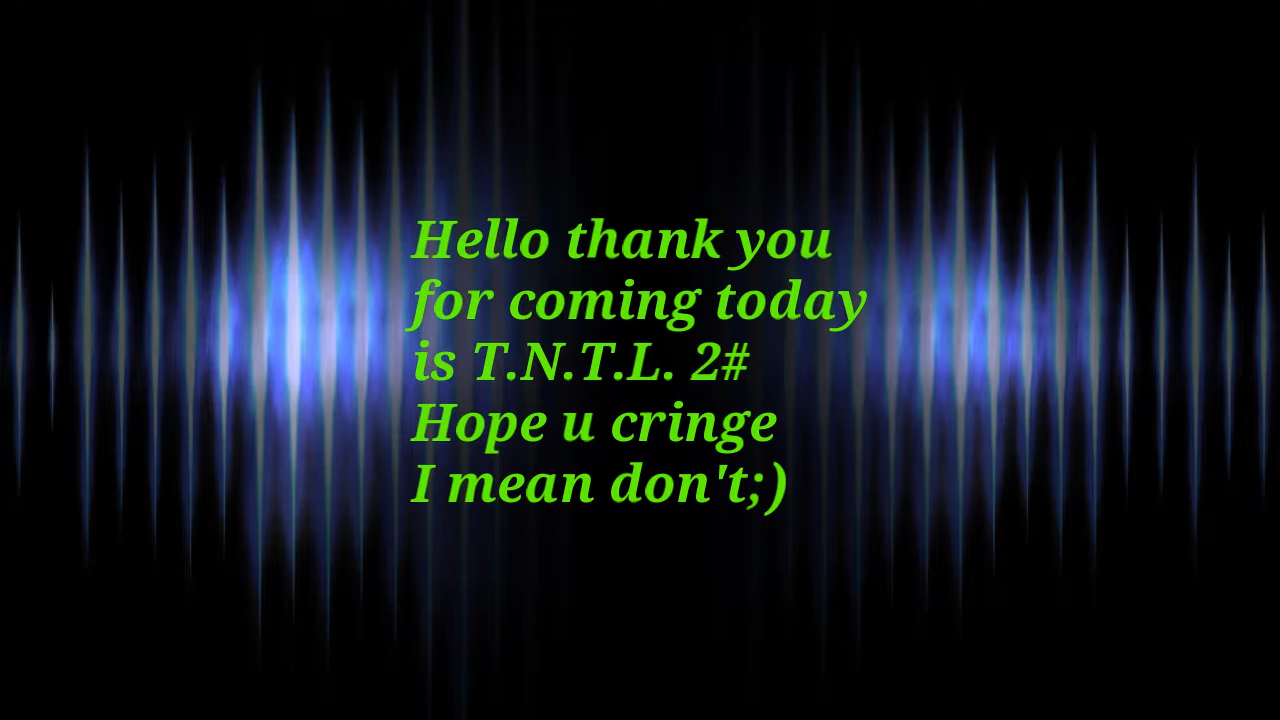 Hello thank you
for coming today
is T.N.T.L. 2#
Hope u cringe
I mean don't;)